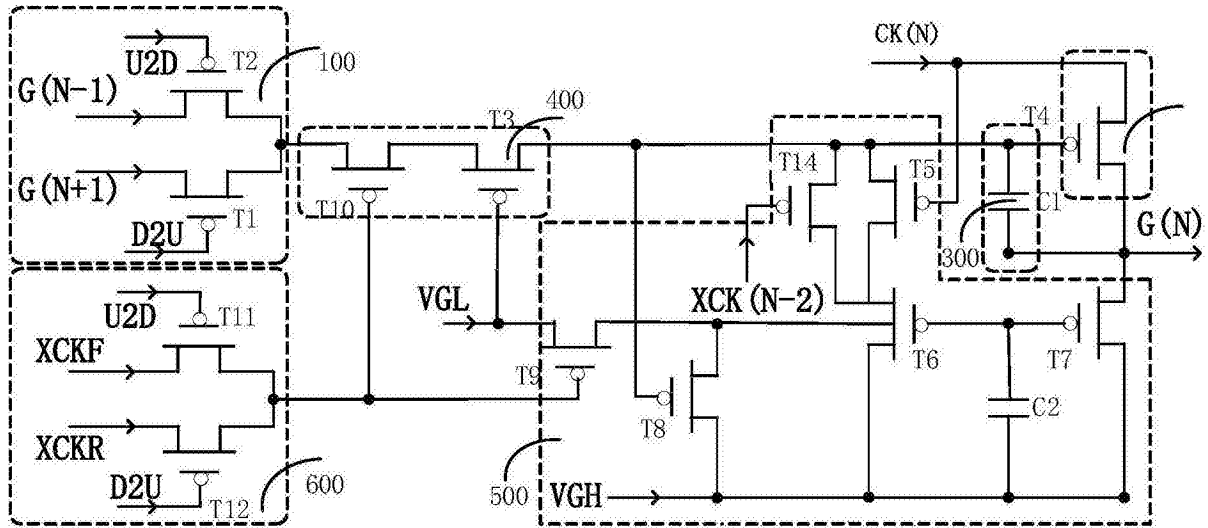 U2D
T2
100
G(N-1)
G(N+1)
T1
D2U
T10
T3
400
CK(N)
T4
T14
T5
C1
300
G(N)
XCK(N-2)
VGL
T9
T8
T6
T7
C2
500
VGH
U2D
T11
XCKF
XCKR
D2U
T12
600